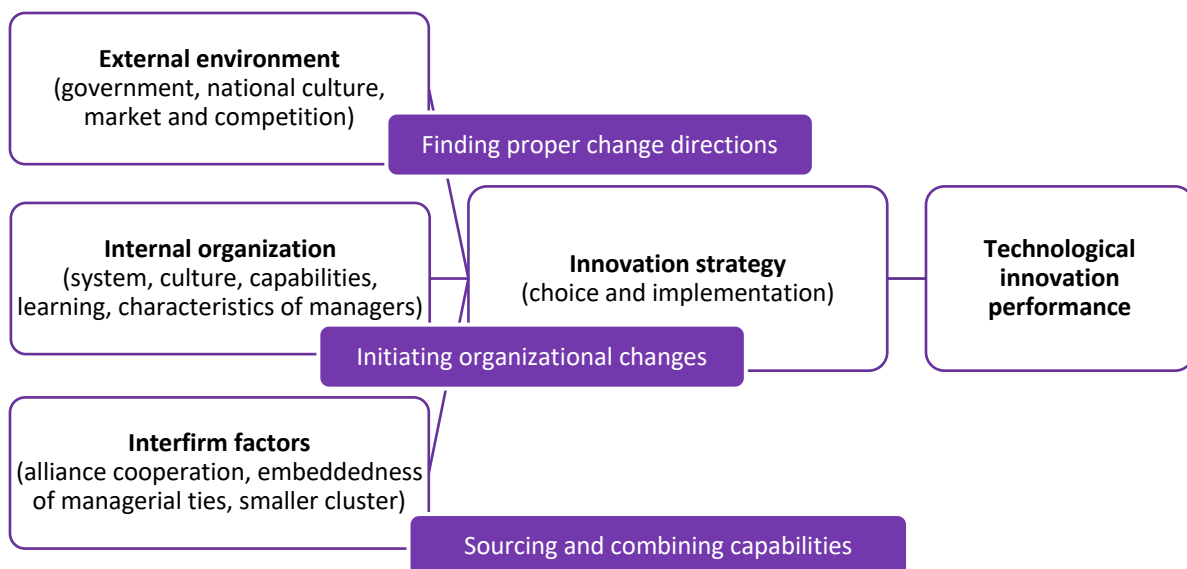 External environment
(government, national culture,
market and competition)
Finding proper change directions
Internal organization
(system, culture, capabilities,
learning, characteristics of managers)
Innovation strategy
(choice and implementation)
Technological
innovation
performance
Initiating organizational changes
Interfirm factors
(alliance cooperation, embeddedness
of managerial ties, smaller cluster)
Sourcing and combining capabilities